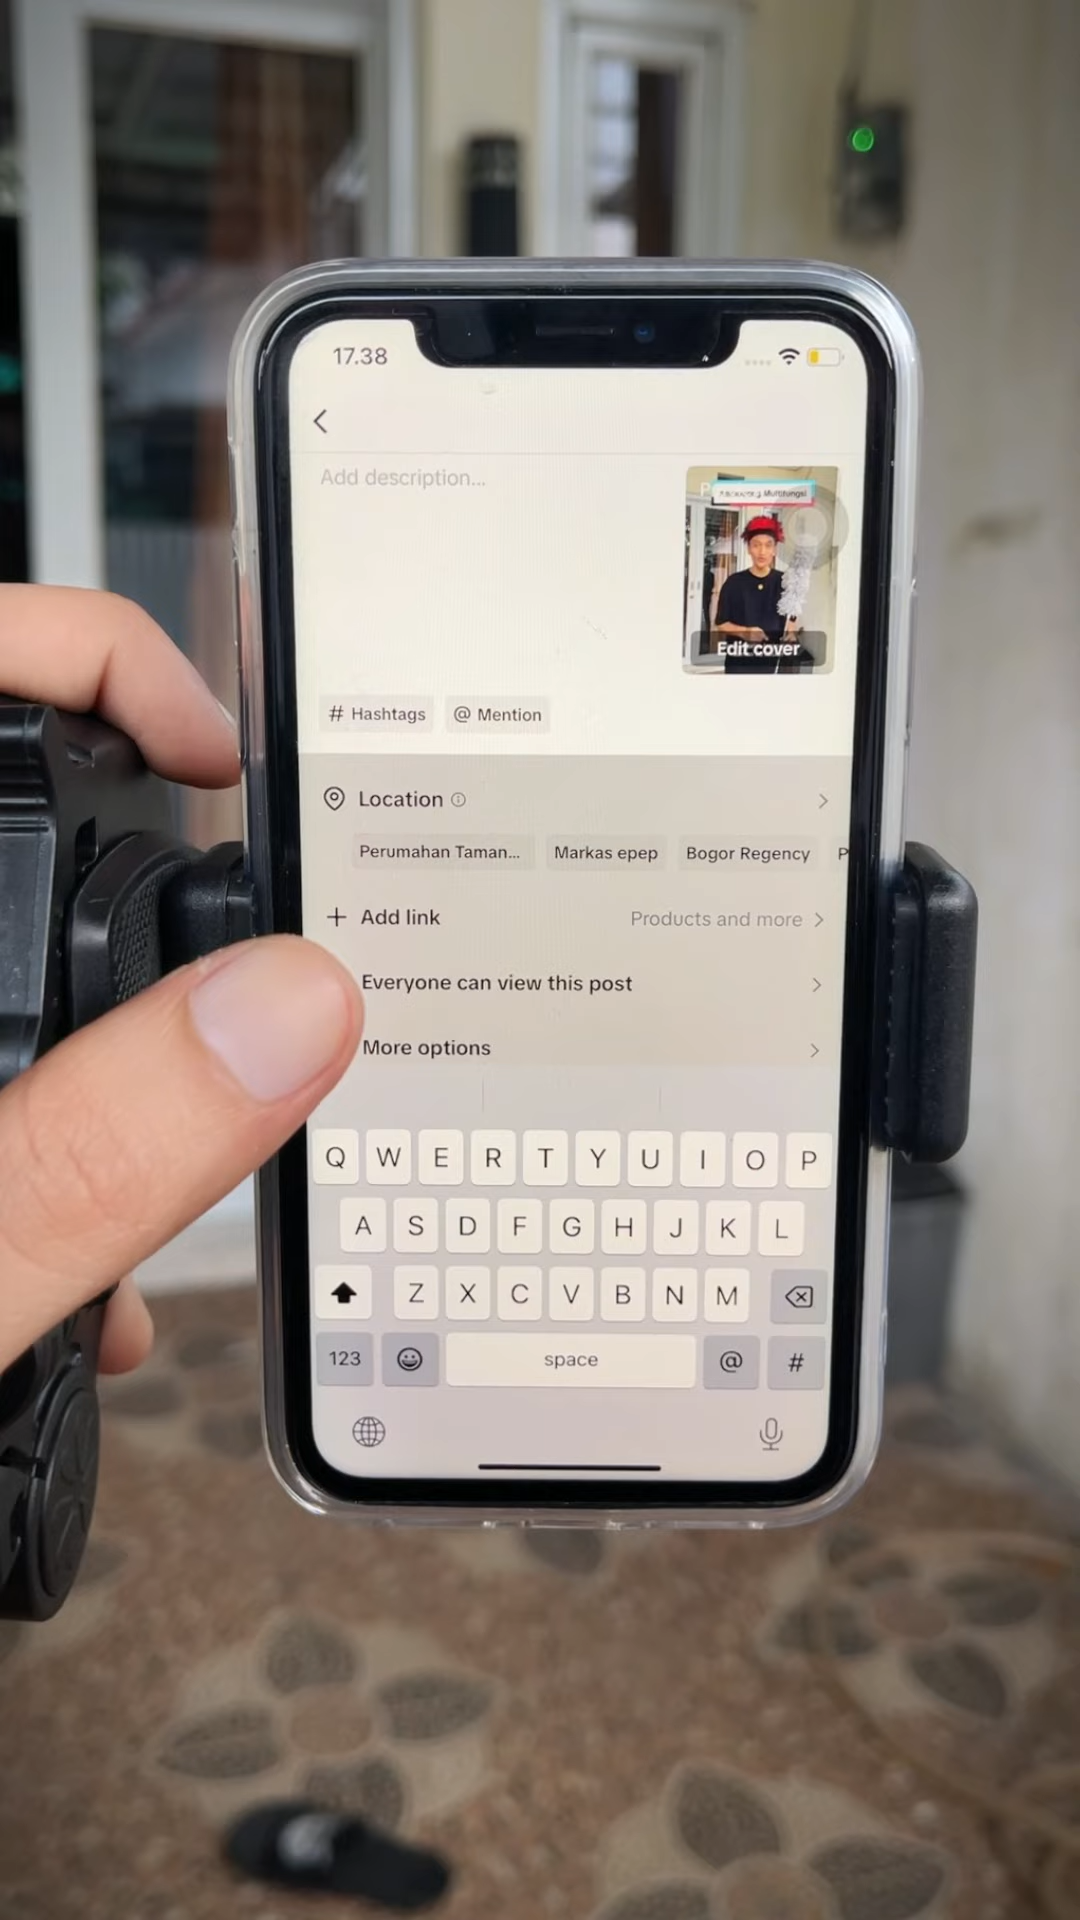 17.38
Add description...
Multifungsi
Edit cover
# Hashtags @ Mention
Location
Perumahan Taman... Markas epep Bogor Regency P
+ Add link Products and more
Everyone can view this post
More options
Q W E R T Y U I O P
A S D F G H J K L
Z X C V B N M
123 space @ #